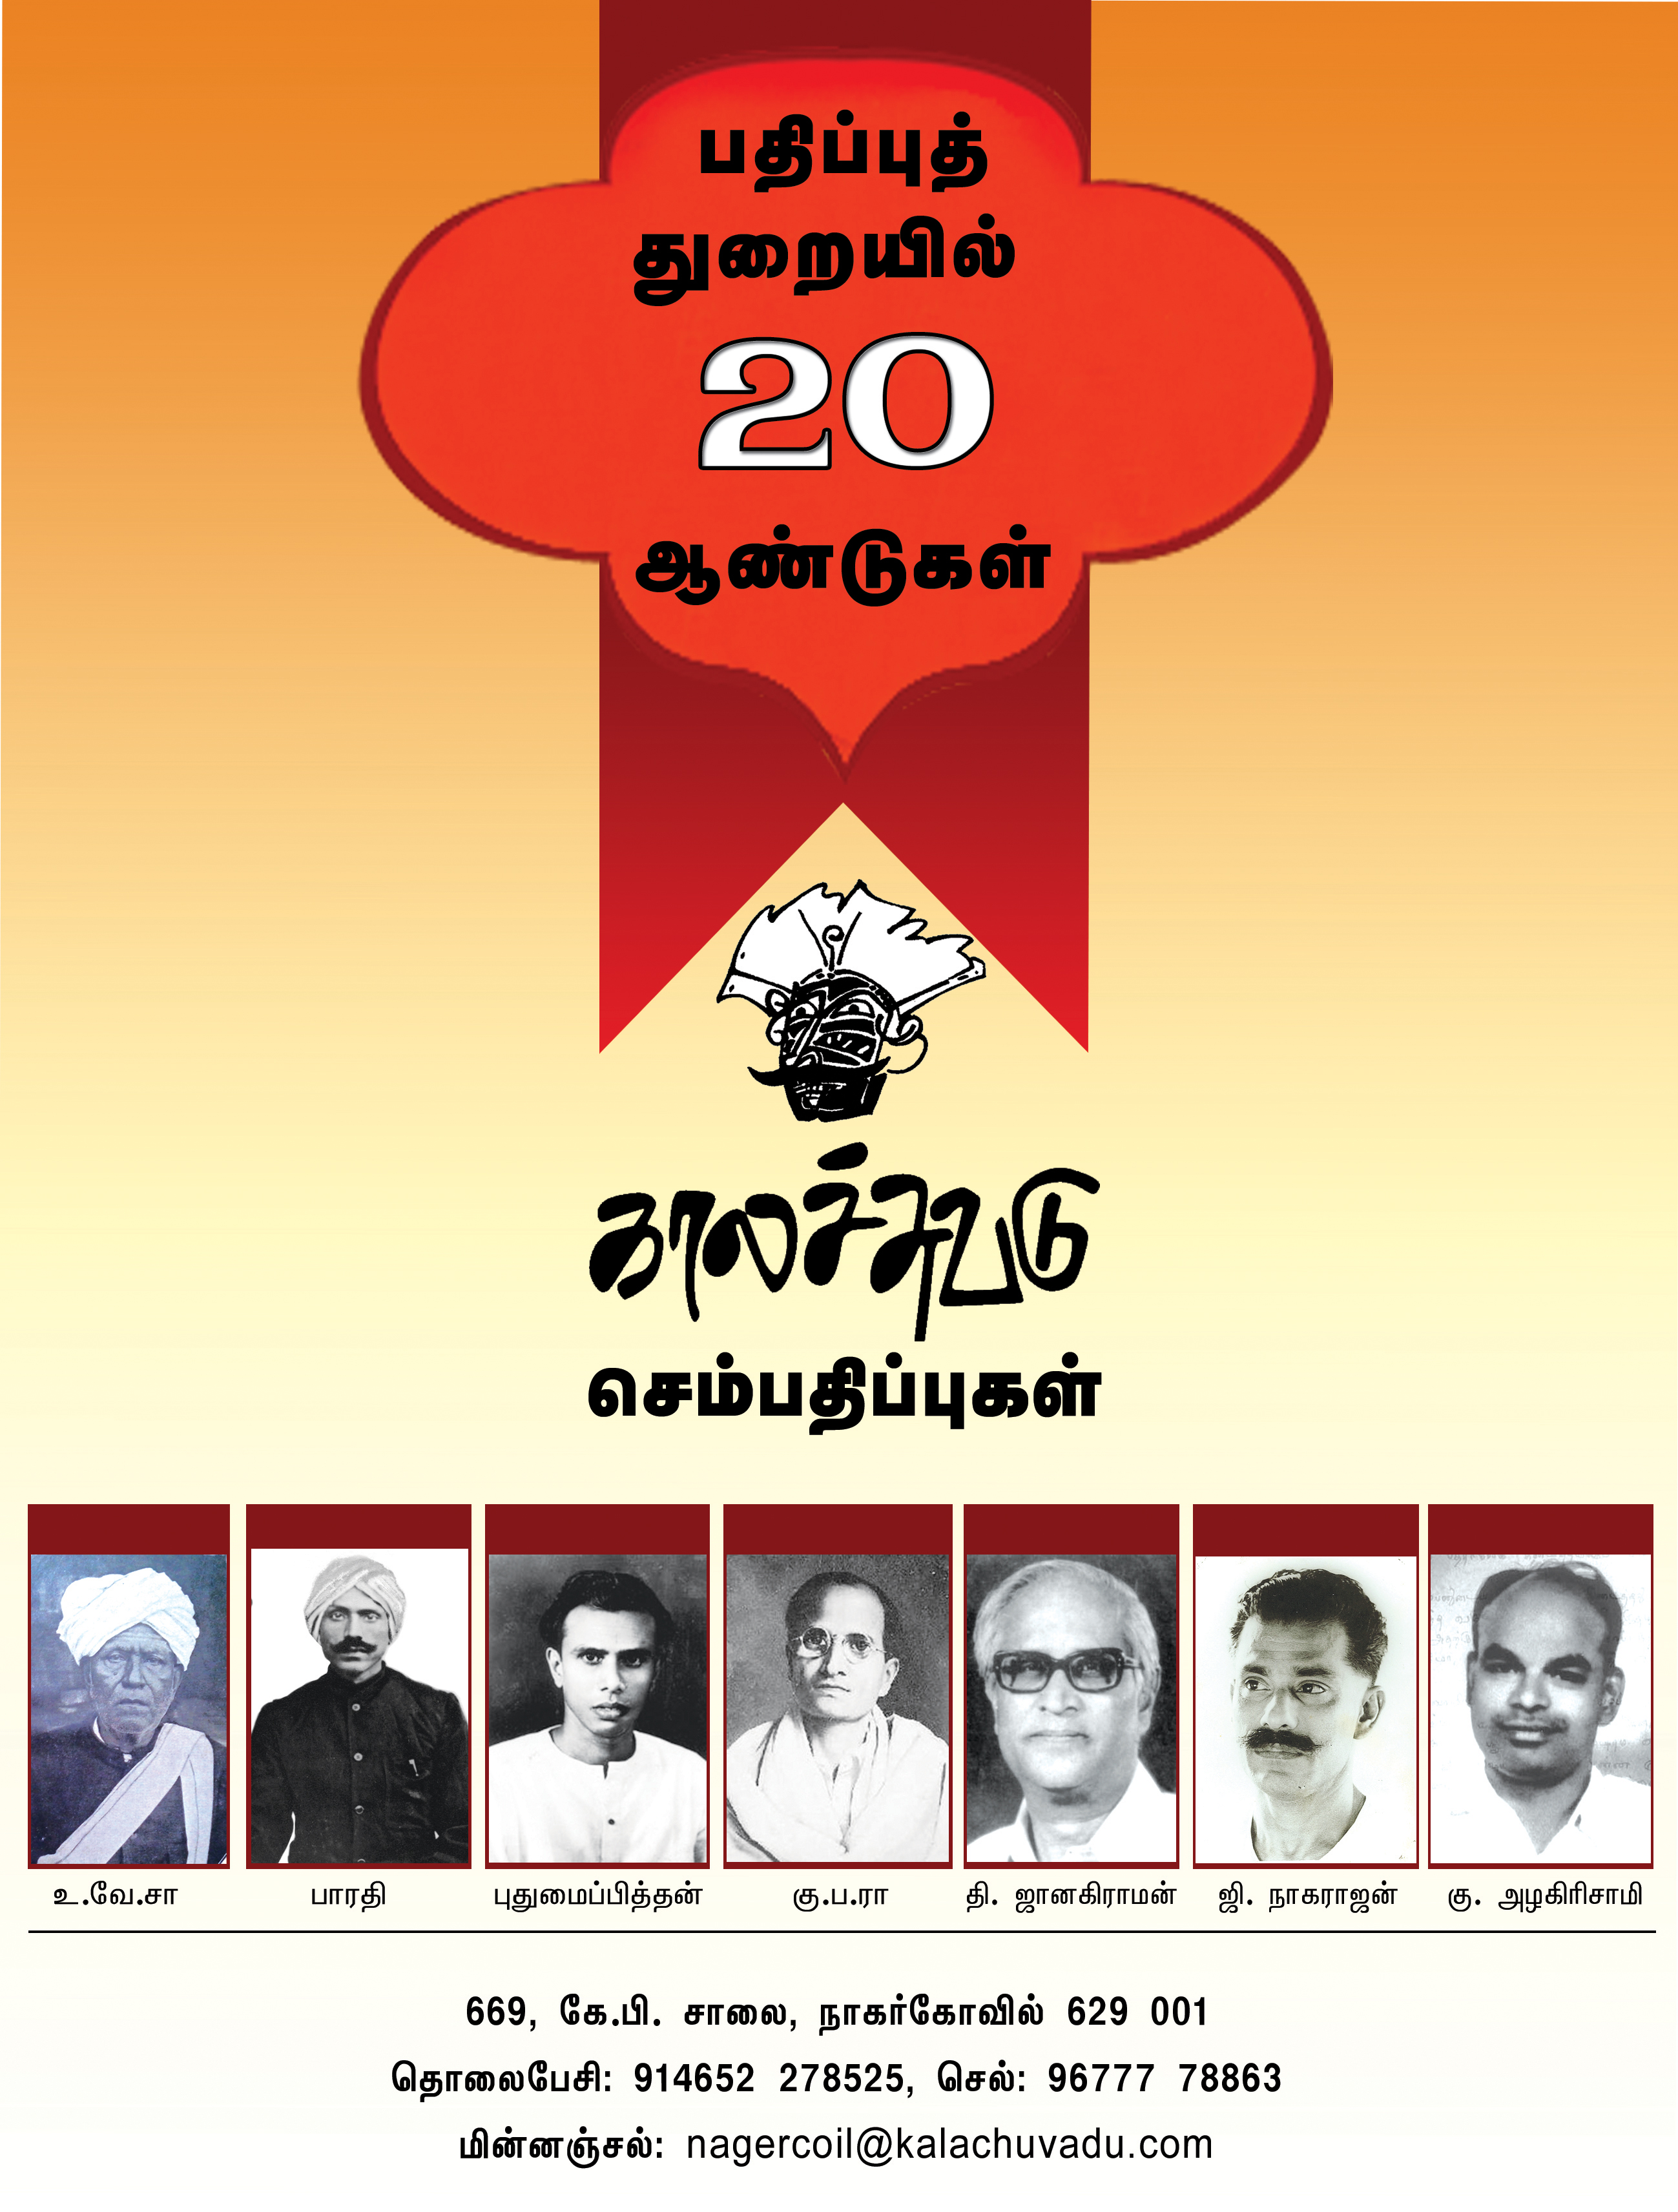 பதிப்புத்
துறையில்
20
ஆண்டுகள்
காலச்சுவடு
செம்பதிப்புகள்
உ.வே.சா பாரதி புதுமைப்பித்தன் கு.ப.ரா தி. ஜானகிராமன் ஜி. நாகராஜன் கு. அழகிரிசாமி
669, கே.பி. சாலை, நாகர்கோவில் 629 001
தொலைபேசி: 914652 278525, செல்: 96777 78863
மின்னஞ்சல்: nagercoil@kalachuvadu.com